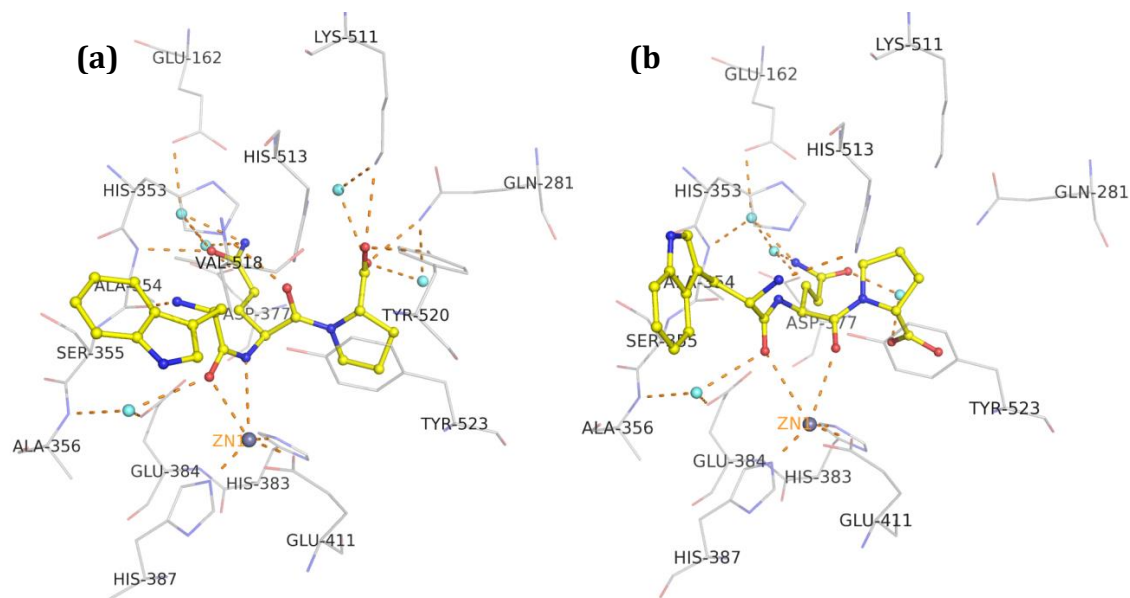 (a)
LYS-511
GLU-162
HIS-513
GLN-281
HIS-353
VAL-518
ALA-354
ASP-377
TYR-520
SER-355
TYR-523
ZN1
ALA-356
GLU-384
HIS-383
GLU-411
HIS-387
(b
LYS-511
GLU-162
HIS-513
HIS-353
GLN-281
ALA-354
ASP-377
SER-355
TYR-523
ZN
ALA-356
GLU-384
HIS-383
GLU-411
HIS-387